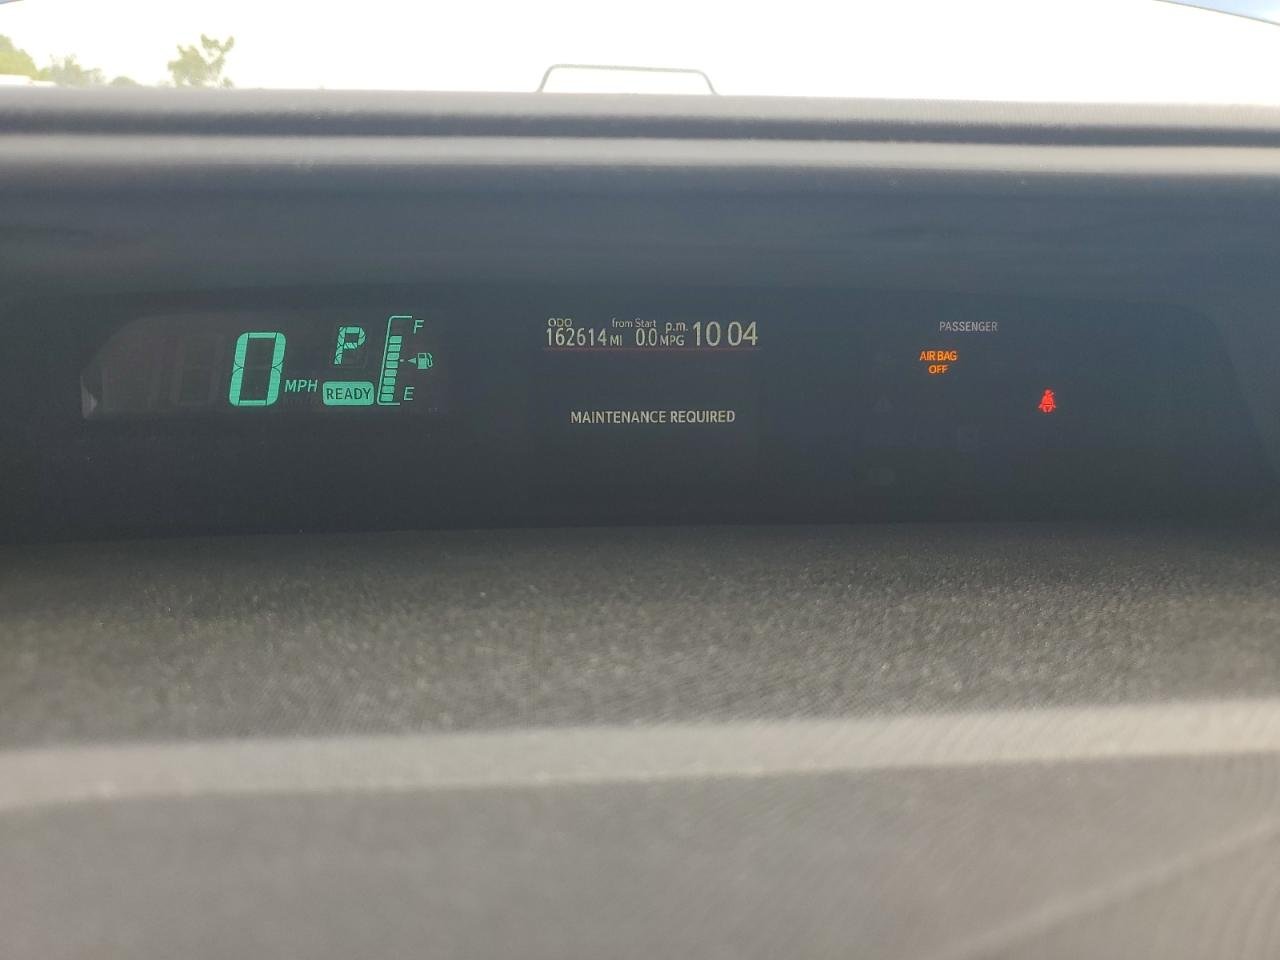 0 MPH
P
READY
F
E
ODO 162614 MI
from Start 0.0 MPG
p.m. 10 04
MAINTENANCE REQUIRED
PASSENGER
AIR BAG
OFF